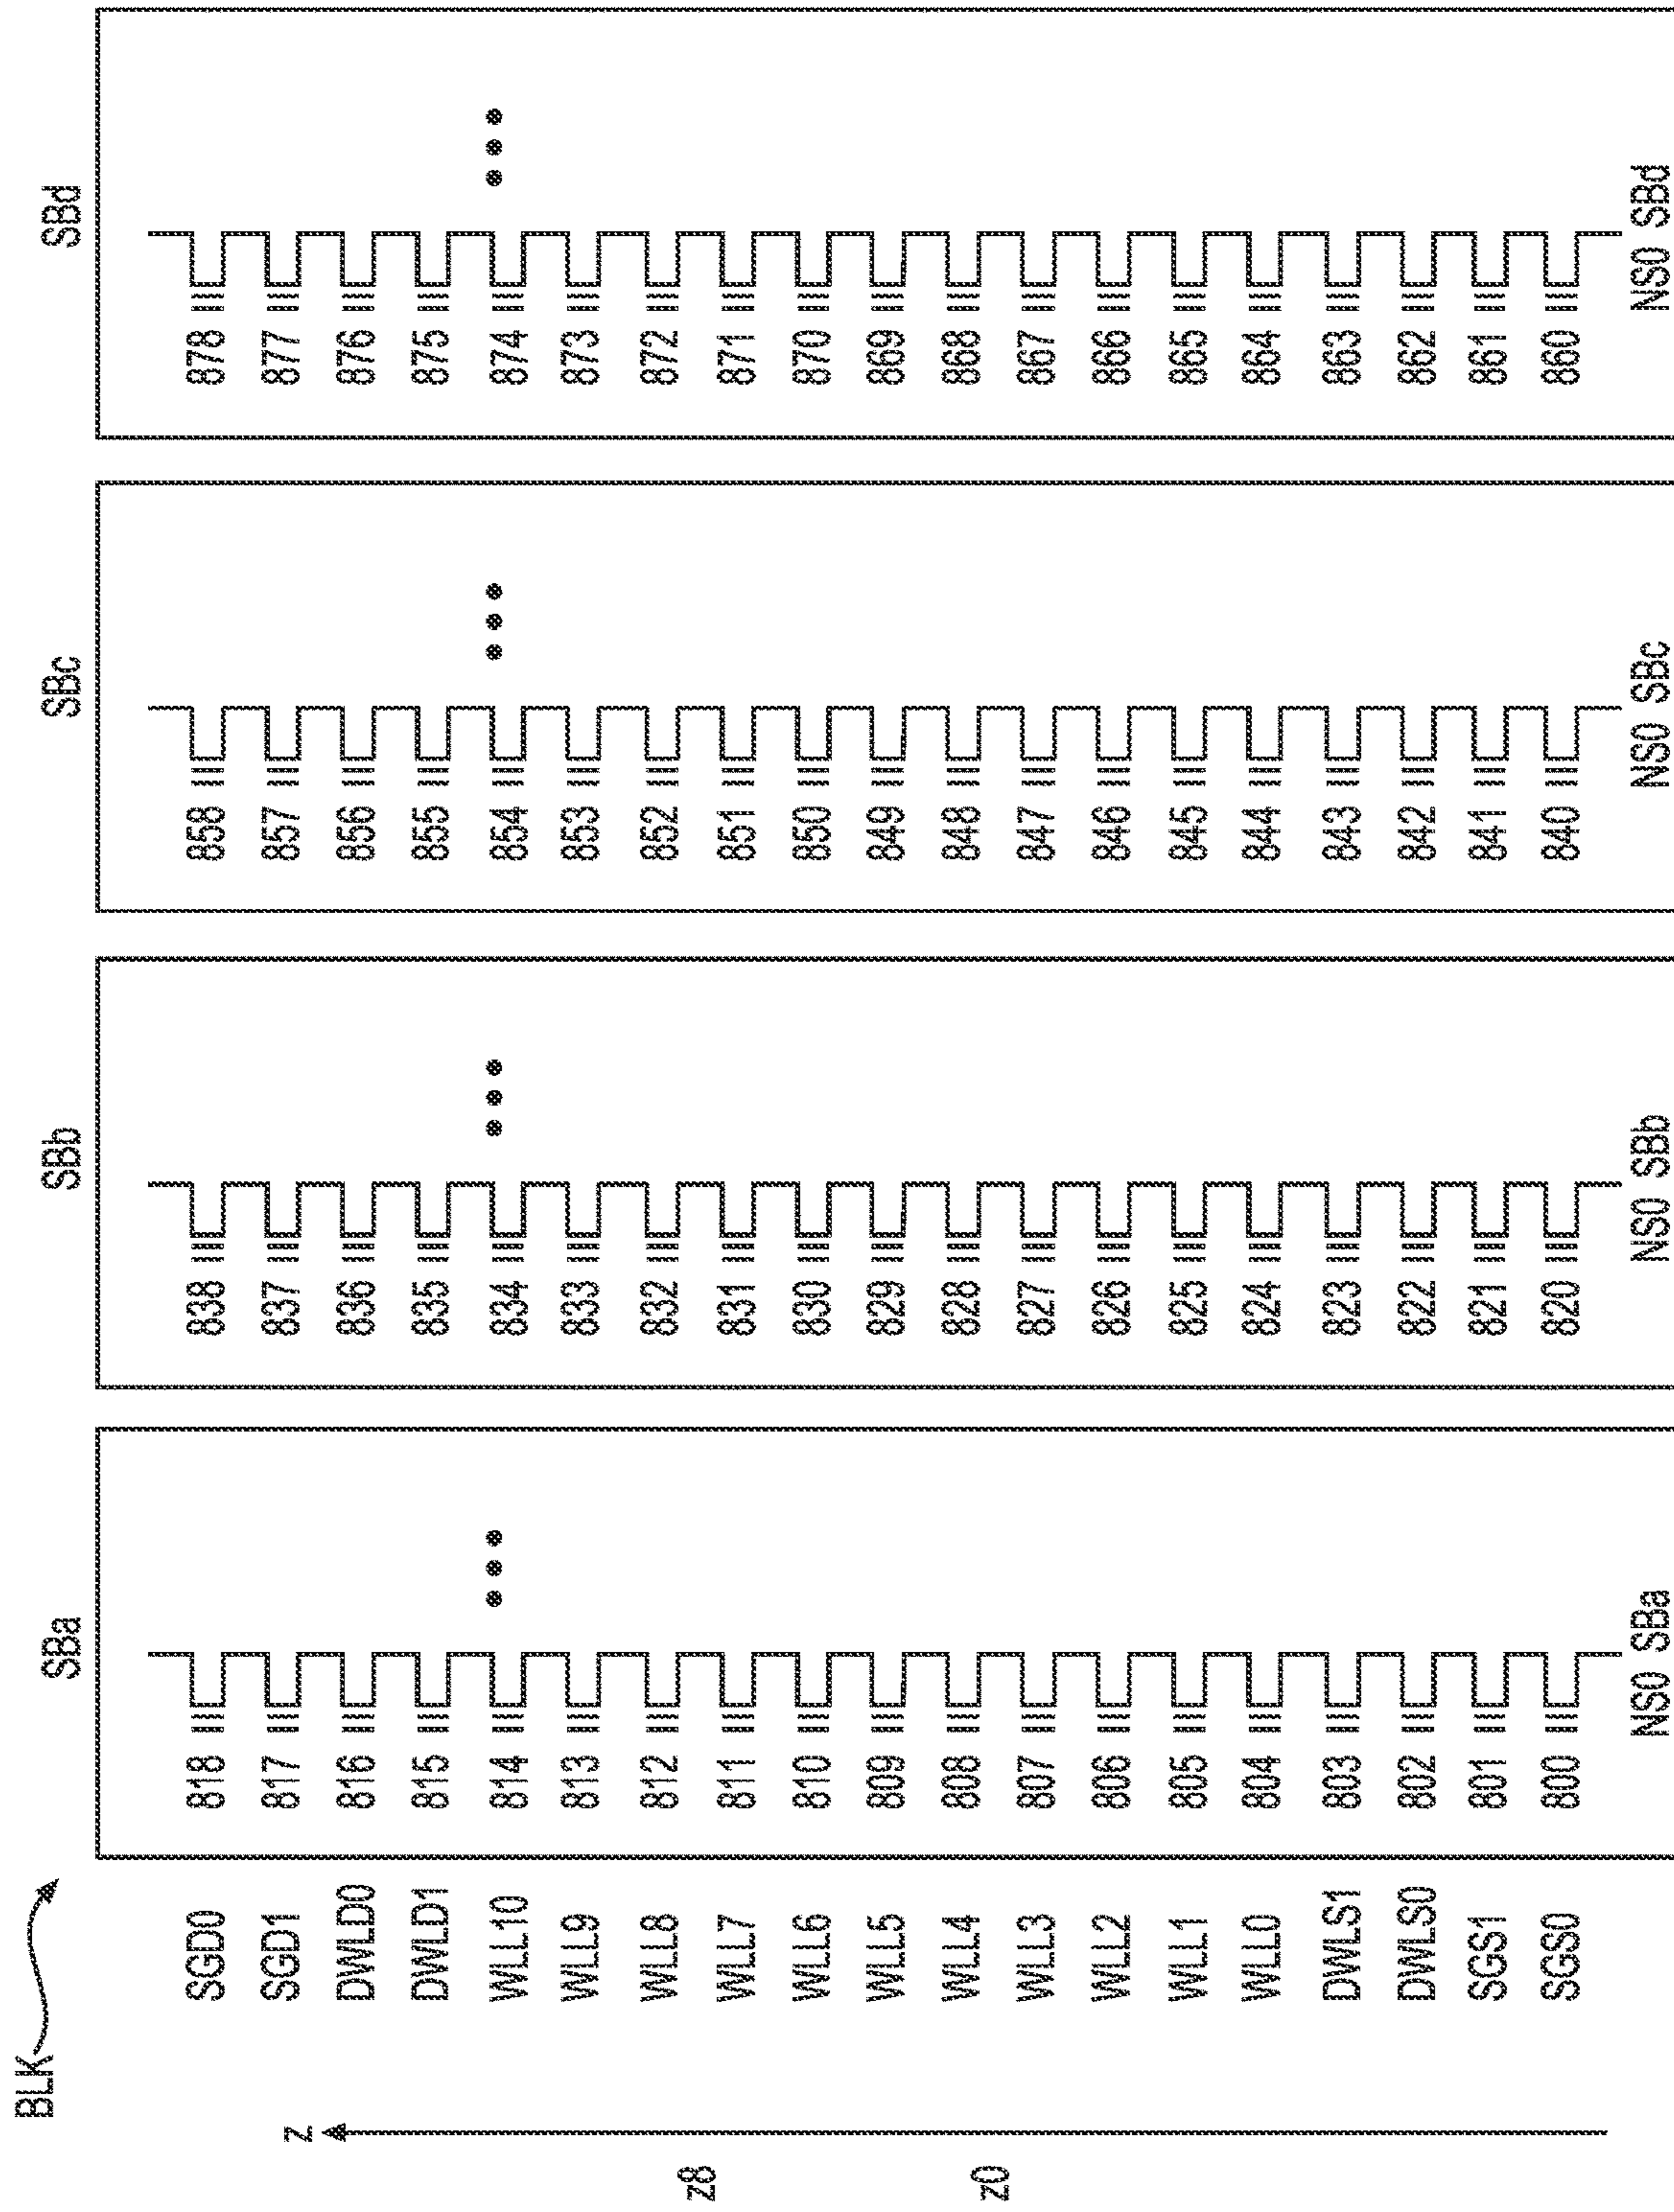 BLK
SBa SBb SBc SBd
SGD0 818 838 858 878
z
SGD1 817 837 857 877
DWLD0 816 836 856 876
DWLD1 815 835 855 875
WLL10 814 834 854 874
WLL9 813 833 853 873
WLL8 812 832 852 872
z8
WLL7 811 831 851 871
WLL6 810 830 850 870
WLL5 809 829 849 869
WLL4 808 828 848 868
z0
WLL3 807 827 847 867
WLL2 806 826 846 866
WLL1 805 825 845 865
WLL0 804 824 844 864
DWLS1 803 823 843 863
DWLS0 802 822 842 862
SGS1 801 821 841 861
SGS0 800 820 840 860
NS0 SBa NS0 SBb NS0 SBc NS0 SBd